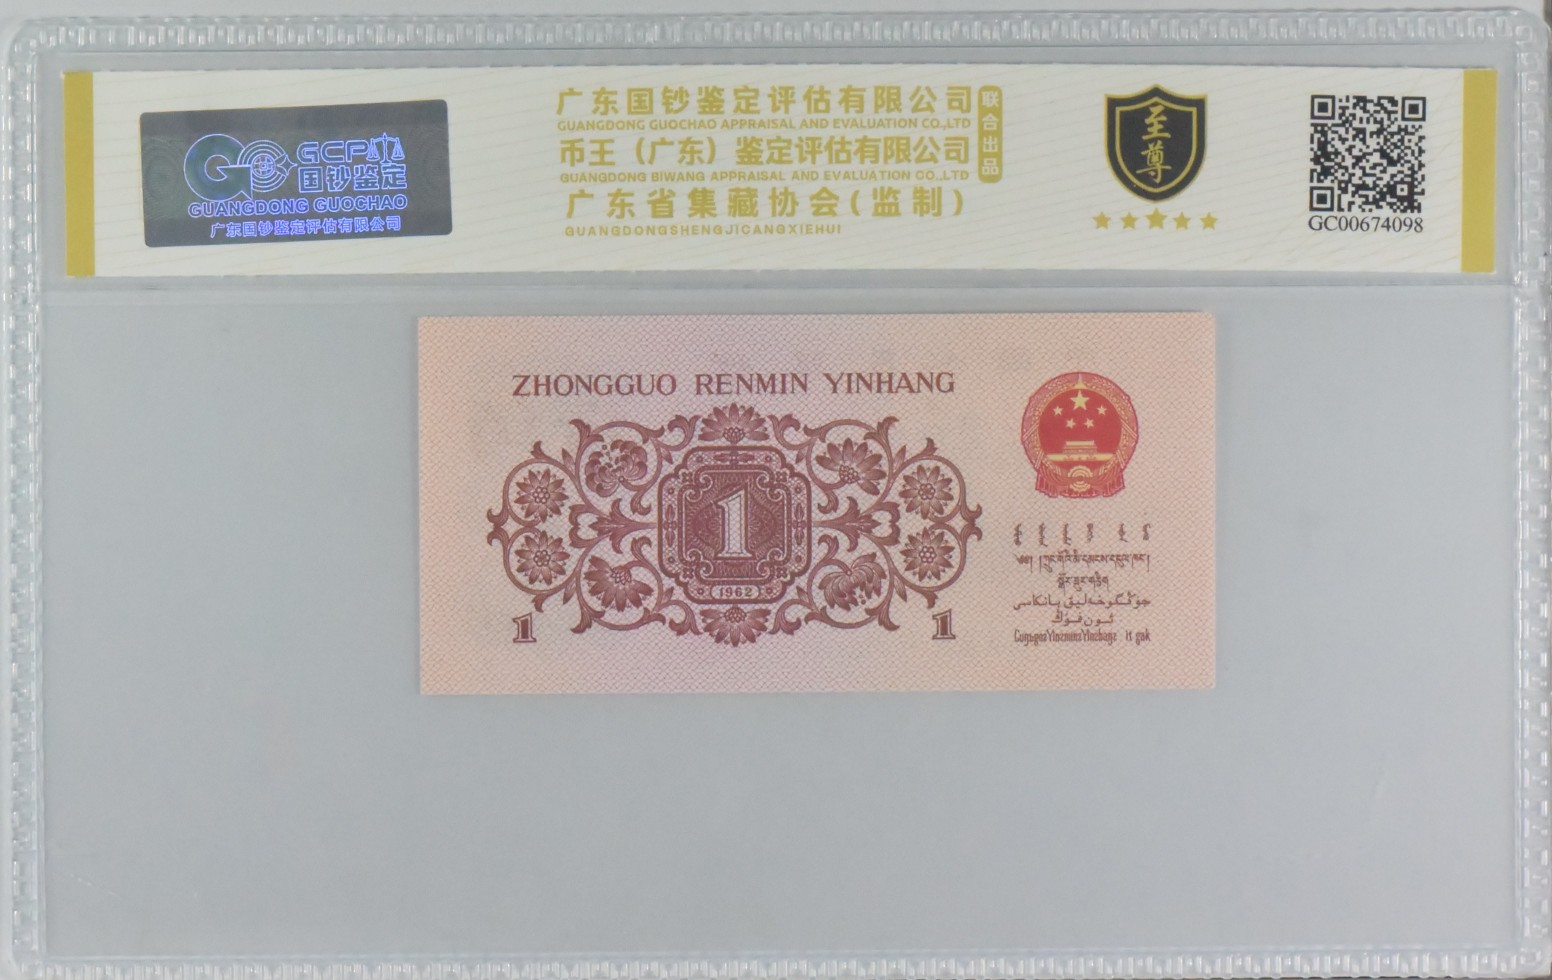 GCP
国钞鉴定
GUANGDONG GUOCHAO
广东国钞鉴定评估有限公司
广东国钞鉴定评估有限公司
GUANGDONG GUOCHAO APPRAISAL AND EVALUATION CO.,LTD
币王（广东）鉴定评估有限公司
GUANGDONG BIWANG APPRAISAL AND EVALUATION CO.,LTD
广东省集藏协会(监制)
GUANGDONGSHENGJICANGXIEHUI
联合出品
至尊
GC00674098
ZHONGGUO RENMIN YINHANG
1
1962
1
1